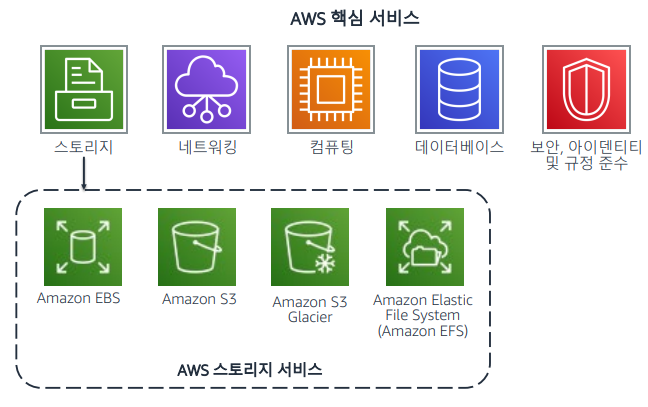 AWS 핵심 서비스
스토리지
네트워킹
컴퓨팅
데이터베이스
보안, 아이덴티티
및 규정 준수
Amazon EBS
Amazon S3
Amazon S3
Glacier
Amazon Elastic
File System
(Amazon EFS)
AWS 스토리지 서비스